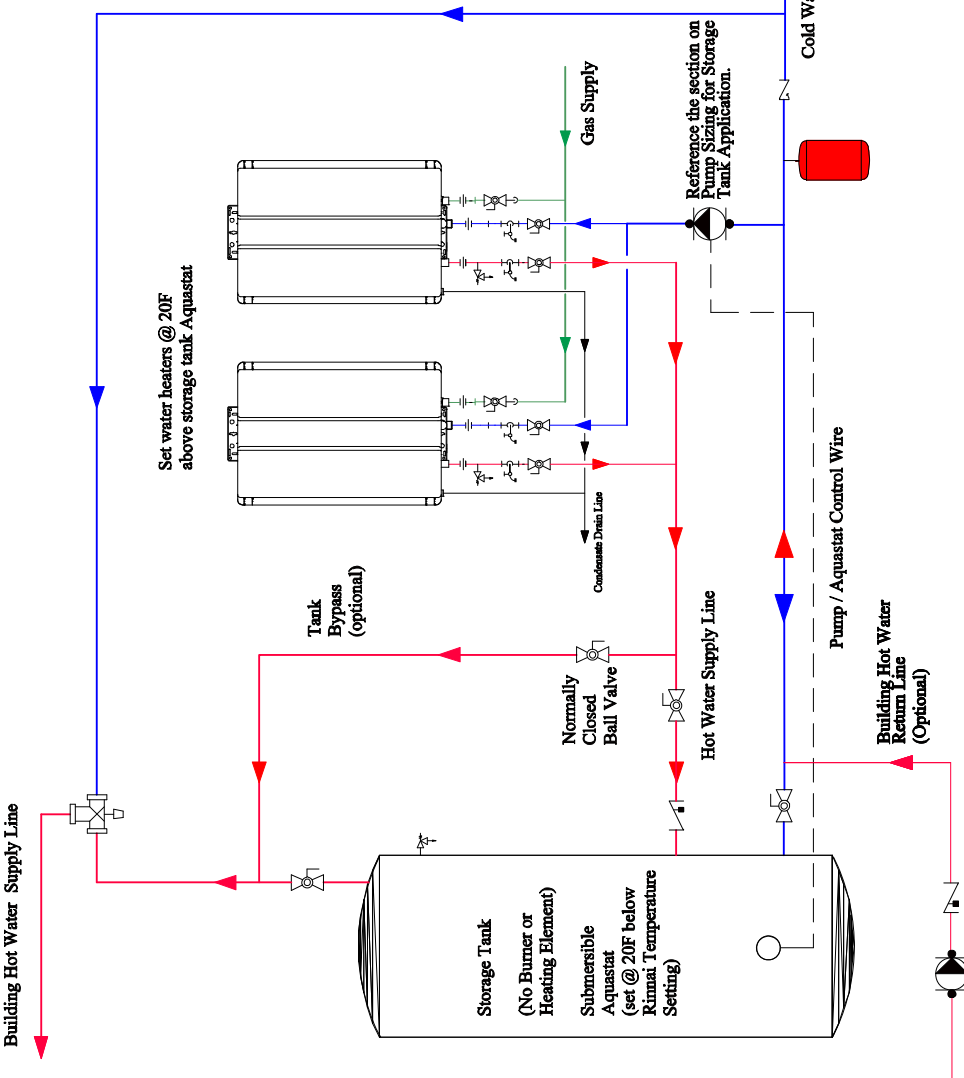 Building Hot Water Supply Line
Set water heaters @ 20F
above storage tank Aquastat
Tank
Bypass
(optional)
Storage Tank
(No Burner or
Heating Element)
Submersible
Aquastat
(set @ 20F below
Rinnai Temperature
Setting)
Normally
Closed
Ball Valve
Condensate Drain Line
Gas Supply
Hot Water Supply Line
Reference the section on
Pump Sizing for Storage
Tank Application.
Cold Wa
Pump / Aquastat Control Wire
Building Hot Water
Return Line
(Optional)